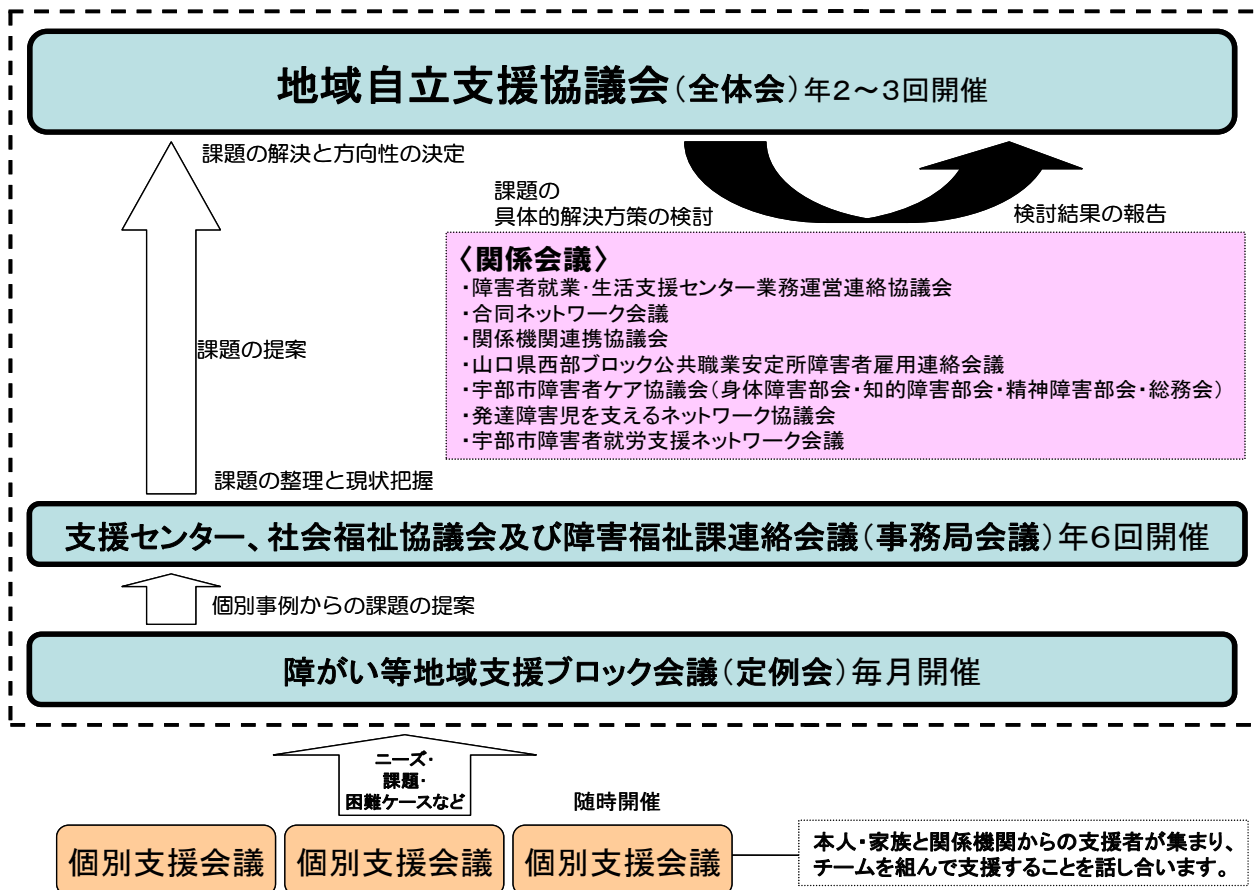 地域自立支援協議会(全体会)年2～3回開催
課題の解決と方向性の決定
課題の
具体的解決方策の検討
検討結果の報告
〈関係会議〉
・障害者就業・生活支援センター業務運営連絡協議会
・合同ネットワーク会議
・関係機関連携協議会
・山口県西部ブロック公共職業安定所障害者雇用連絡会議
・宇部市障害者ケア協議会(身体障害部会・知的障害部会・精神障害部会・総務会)
・発達障害児を支えるネットワーク協議会
・宇部市障害者就労支援ネットワーク会議
課題の提案
課題の整理と現状把握
支援センター、社会福祉協議会及び障害福祉課連絡会議(事務局会議)年6回開催
個別事例からの課題の提案
障がい等地域支援ブロック会議(定例会)毎月開催
ニーズ・
課題・
困難ケースなど
随時開催
個別支援会議
個別支援会議
個別支援会議
本人・家族と関係機関からの支援者が集まり、
チームを組んで支援することを話し合います。